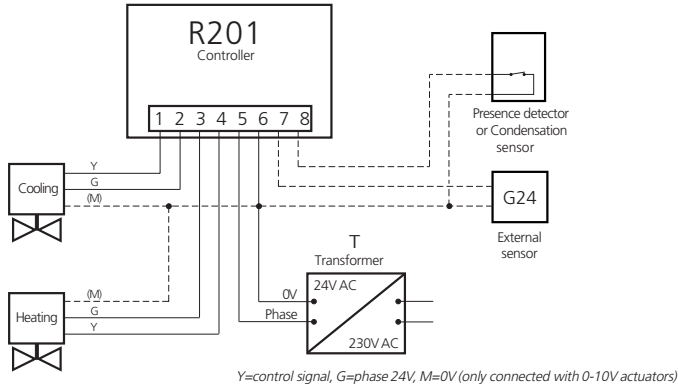 R201
Controller
1 2 3 4 5 6 7 8
Presence detector
or Condensation
sensor
Cooling
Y
G
(M)
G24
External
sensor
T
Transformer
24V AC
0V
Phase
230V AC
Heating
(M)
G
Y
Y=control signal, G=phase 24V, M=0V (only connected with 0-10V actuators)